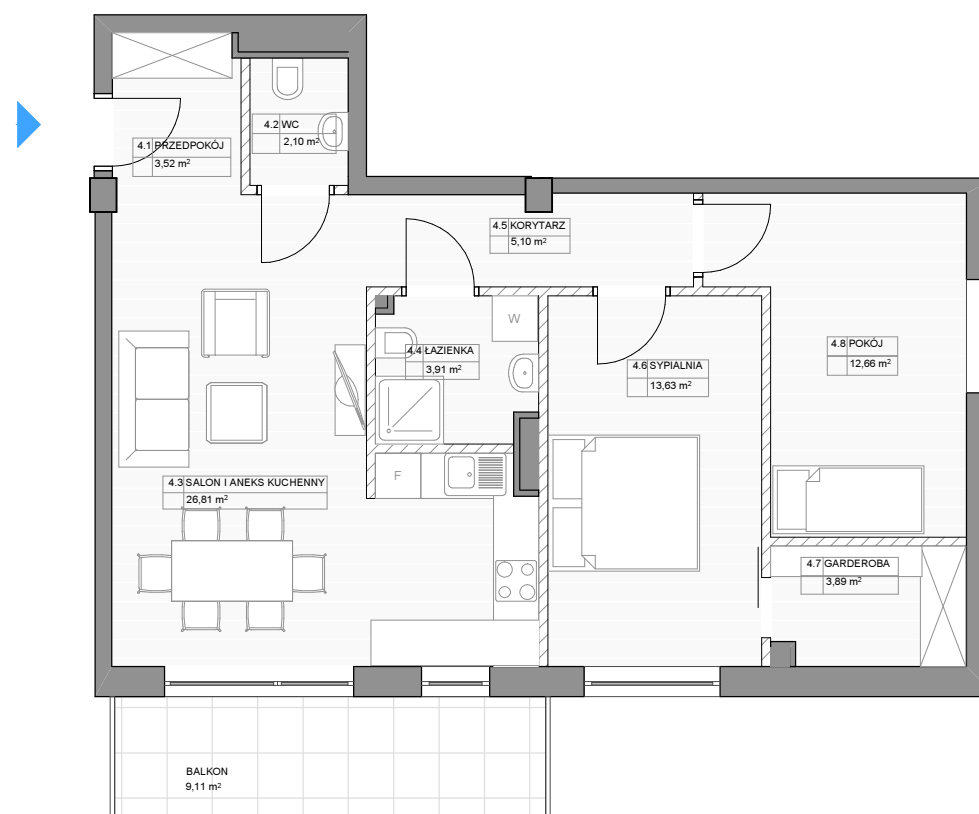 4.1 PRZEDPOKÓJ
3,52 m²
4.2 WC
2,10 m²
4.5 KORYTARZ
5,10 m²
W
4.4 ŁAZIENKA
3,91 m²
4.6 SYPIALNIA
13,63 m²
4.8 POKÓJ
12,66 m²
F
4.3 SALON I ANEKS KUCHENNY
26,81 m²
4.7 GARDEROBA
3,89 m²
BALKON
9,11 m²